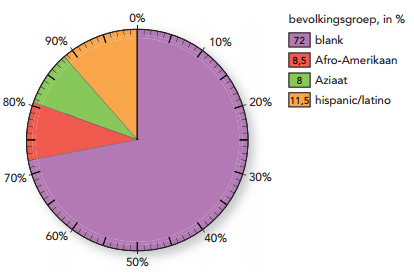 0%
10%
20%
30%
40%
50%
60%
70%
80%
90%
bevolkingsgroep, in %
72 blank
8,5 Afro-Amerikaan
8 Aziaat
11,5 hispanic/latino